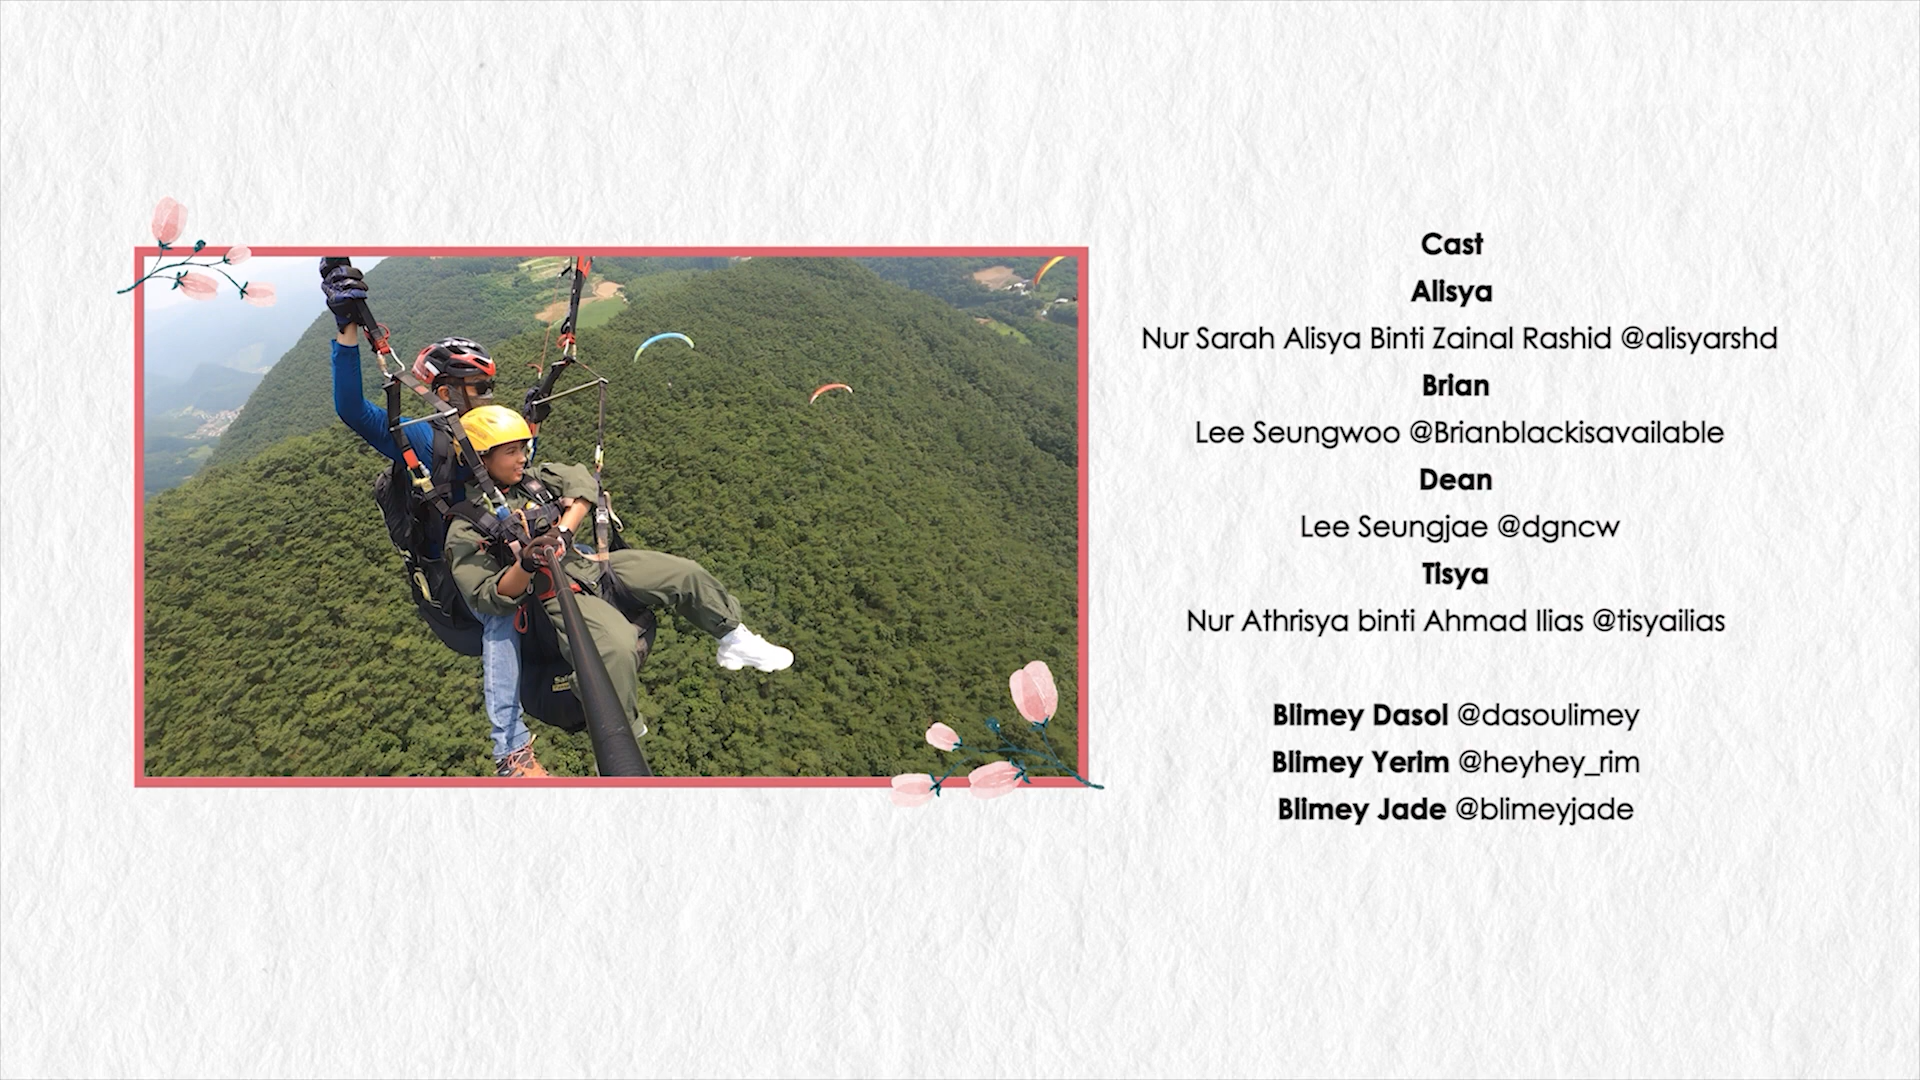 Cast
Alisya
Nur Sarah Alisya Binti Zainal Rashid @alisyarshd
Brian
Lee Seungwoo @Brianblackisavailable
Dean
Lee Seungjae @dgncw
Tisya
Nur Athrisya binti Ahmad Ilias @tisyailias
Blimey Dasol @dasoulimey
Blimey Yerim @heyhey_rim
Blimey Jade @blimeyjade